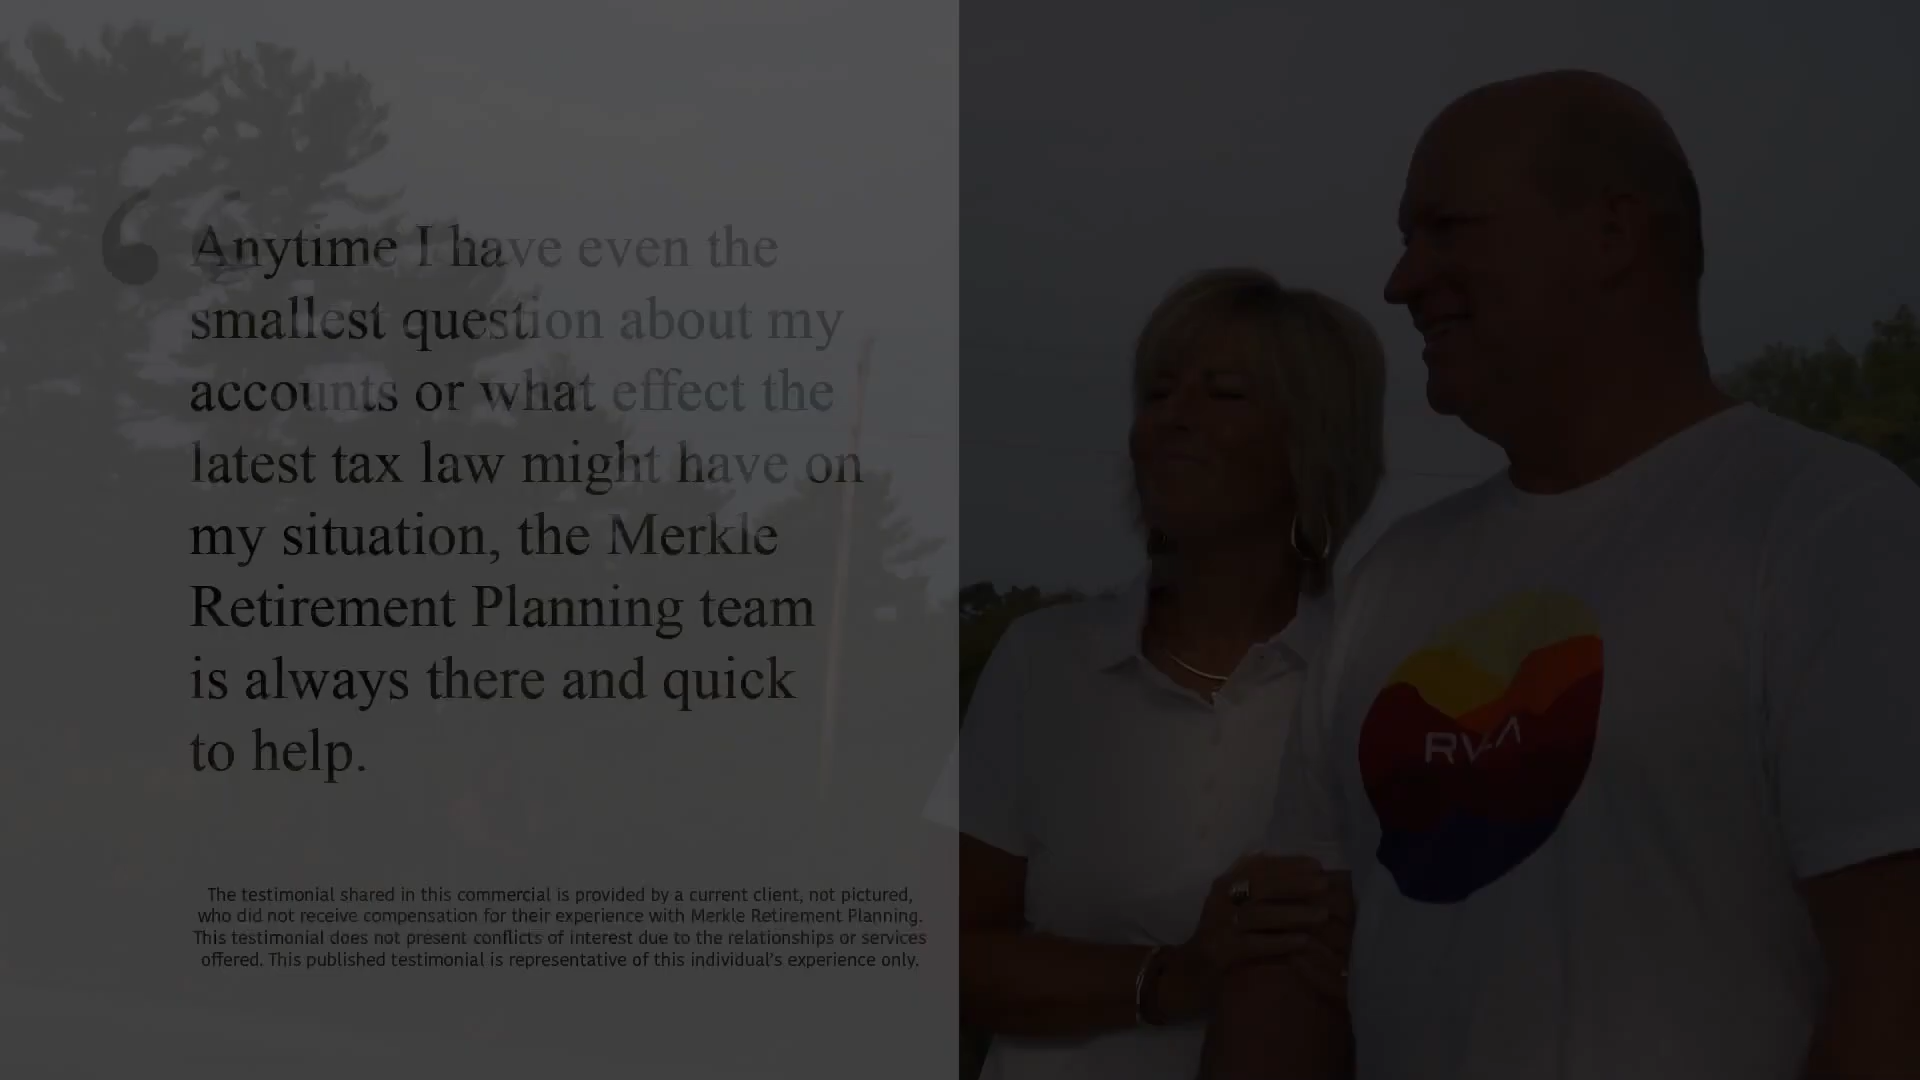 ‘ Anytime I have even the
smallest question about my
accounts or what effect the
latest tax law might have on
my situation, the Merkle
Retirement Planning team
is always there and quick
to help.
The testimonial shared in this commercial is provided by a current client, not pictured,
who did not receive compensation for their experience with Merkle Retirement Planning.
This testimonial does not present conflicts of interest due to the relationships or services
offered. This published testimonial is representative of this individual’s experience only.
RVCA